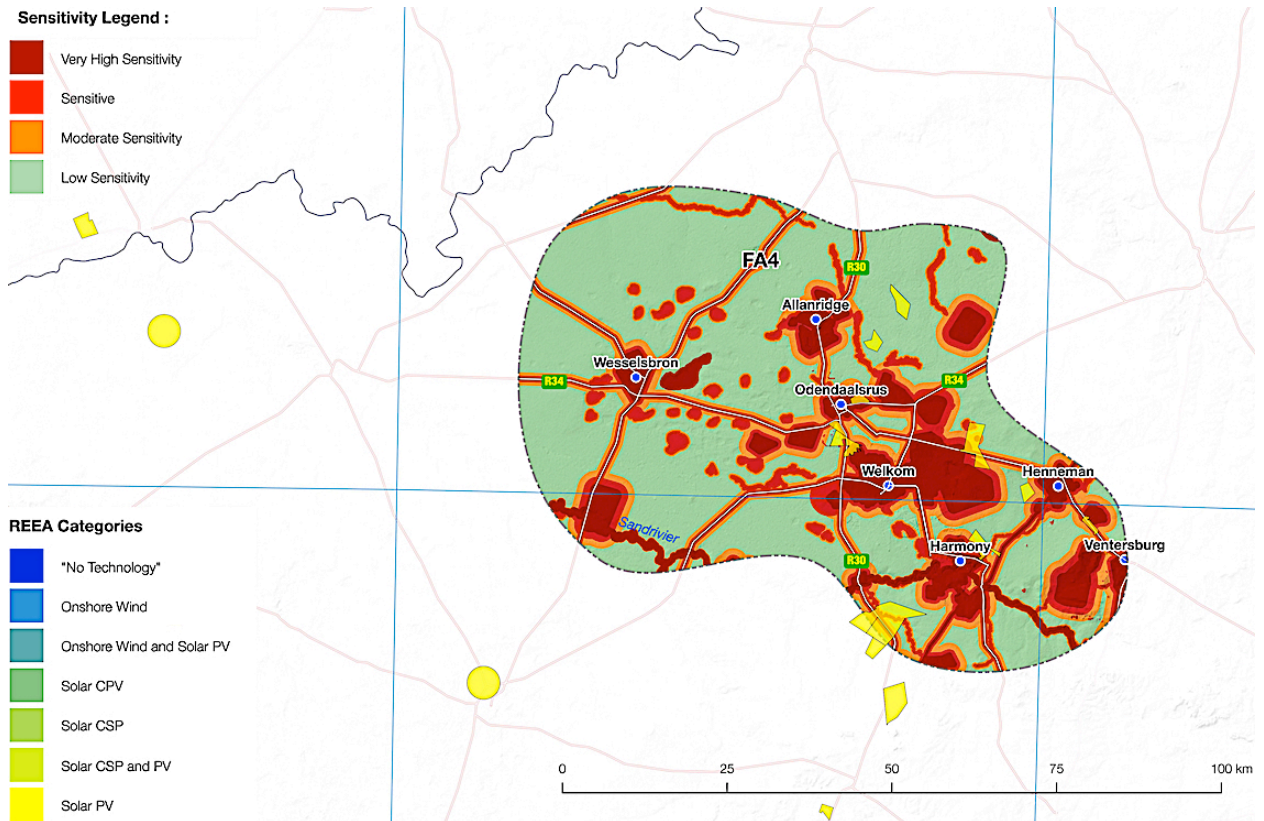 Sensitivity Legend :
Very High Sensitivity
Sensitive
Moderate Sensitivity
Low Sensitivity
FA4
R30
Allanridge
Wesselsbron
R34
R34
Odendaalsrus
Welkom
Henneman
Sandrivier
Harmony
Ventersburg
R30
REEA Categories
"No Technology"
Onshore Wind
Onshore Wind and Solar PV
Solar CPV
Solar CSP
Solar CSP and PV
Solar PV
0 25 50 75 100 km